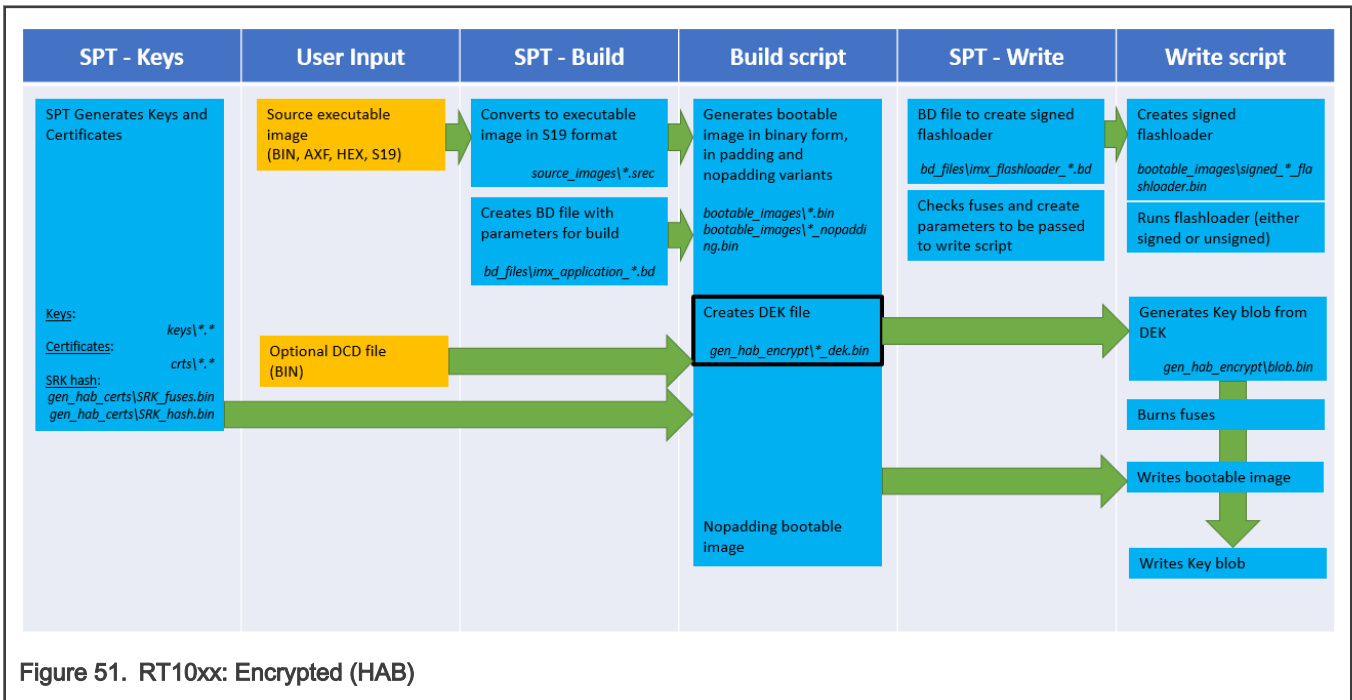 SPT - Keys
User Input
SPT - Build
Build script
SPT - Write
Write script
SPT Generates Keys and
Certificates
Keys:
keys\*.*
Certificates:
crts\*.*
SRK hash:
gen_hab_certs\SRK_fuses.bin
gen_hab_certs\SRK_hash.bin
Source executable
image
(BIN, AXF, HEX, S19)
Optional DCD file
(BIN)
Converts to executable
image in S19 format
source_images\*.srec
Creates BD file with
parameters for build
bd_files\imx_application_*.bd
Generates bootable
image in binary form,
in padding and
nopadding variants
bootable_images\*.bin
bootable_images\*_nopaddi
ng.bin
Creates DEK file
gen_hab_encrypt\*_dek.bin
Nopadding bootable
image
BD file to create signed
flashloader
bd_files\imx_flashloader_*.bd
Checks fuses and create
parameters to be passed
to write script
Creates signed
flashloader
bootable_images\signed_*_fla
shloader.bin
Runs flashloader (either
signed or unsigned)
Generates Key blob from
DEK
gen_hab_encrypt\blob.bin
Burns fuses
Writes bootable image
Writes Key blob
Figure 51. RT10xx: Encrypted (HAB)